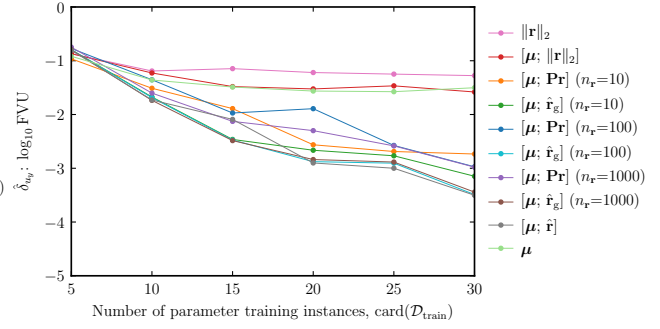 0
−1
−2
−3
−4
−5
) δ̂_{u_y}: log₁₀ FVU
5 10 15 20 25 30
Number of parameter training instances, card(𝒟_train)
‖𝐫‖₂
[𝝁; ‖𝐫‖₂]
[𝝁; 𝐏𝐫] (n_𝐫=10)
[𝝁; 𝐫̂_g] (n_𝐫=10)
[𝝁; 𝐏𝐫] (n_𝐫=100)
[𝝁; 𝐫̂_g] (n_𝐫=100)
[𝝁; 𝐏𝐫] (n_𝐫=1000)
[𝝁; 𝐫̂_g] (n_𝐫=1000)
[𝝁; 𝐫̂]
𝝁